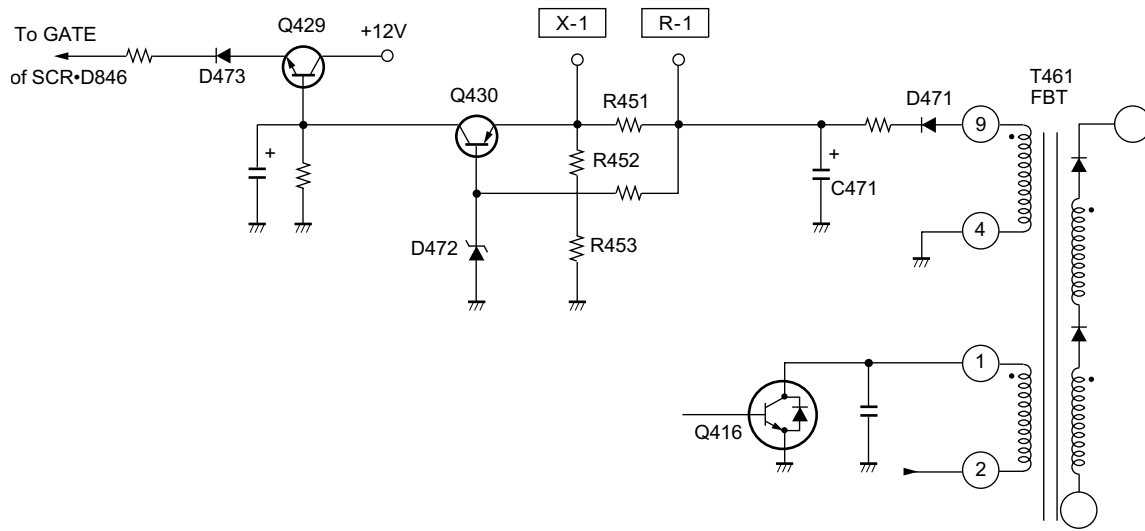 X-1
R-1
Q429
+12V
To GATE
of SCR•D846
D473
T461
FBT
Q430
R451
D471
9
+
+
R452
C471
4
D472
R453
1
Q416
2